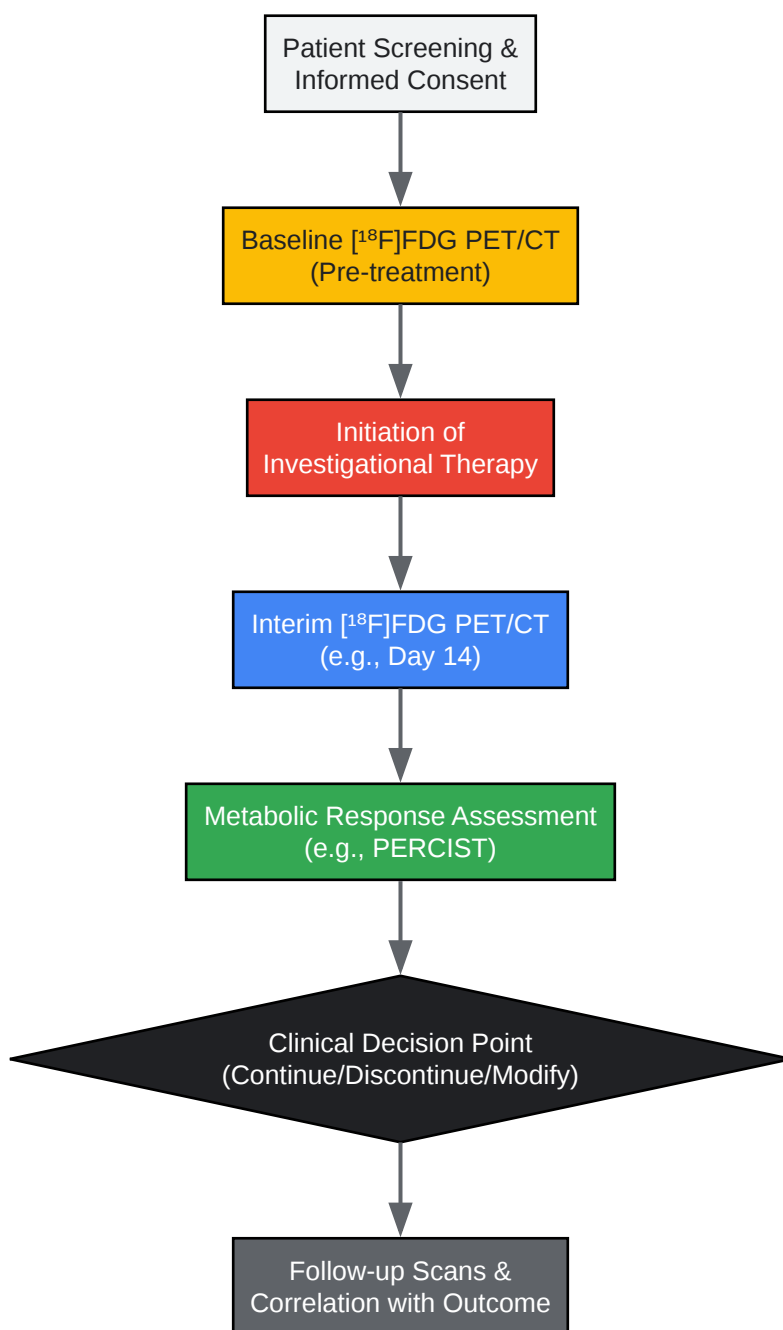 Patient Screening &
Informed Consent
Baseline [¹⁸F]FDG PET/CT
(Pre-treatment)
Initiation of
Investigational Therapy
Interim [¹⁸F]FDG PET/CT
(e.g., Day 14)
Metabolic Response Assessment
(e.g., PERCIST)
Clinical Decision Point
(Continue/Discontinue/Modify)
Follow-up Scans &
Correlation with Outcome